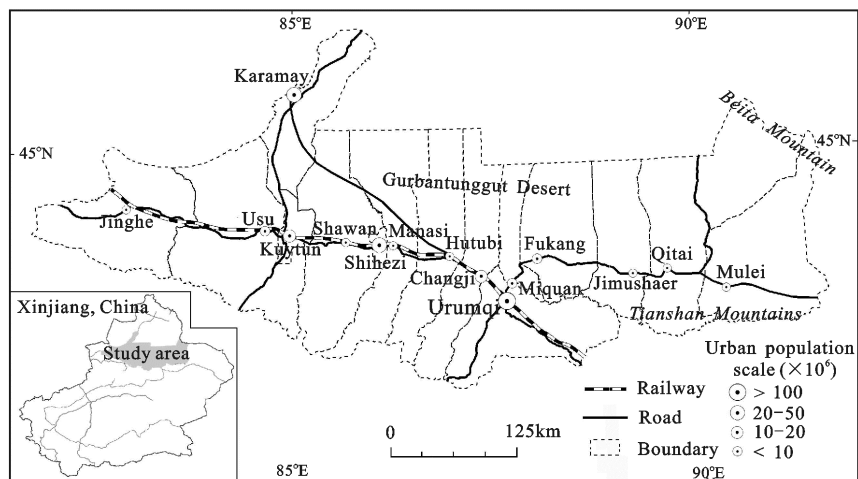 85°E
90°E
Karamay
45°N
45°N
Beita Mountain
Gurbantunggut Desert
Jinghe
Usu
Kuytun
Shawan
Manasi
Shihezi
Hutubi
Changji
Fukang
Miquan
Urumqi
Jimushaer
Qitai
Mulei
Tianshan Mountains
Xinjiang, China
Study area
Urban population
scale (×10⁶)
> 100
20-50
10-20
< 10
Railway
Road
Boundary
0
125km
85°E
90°E